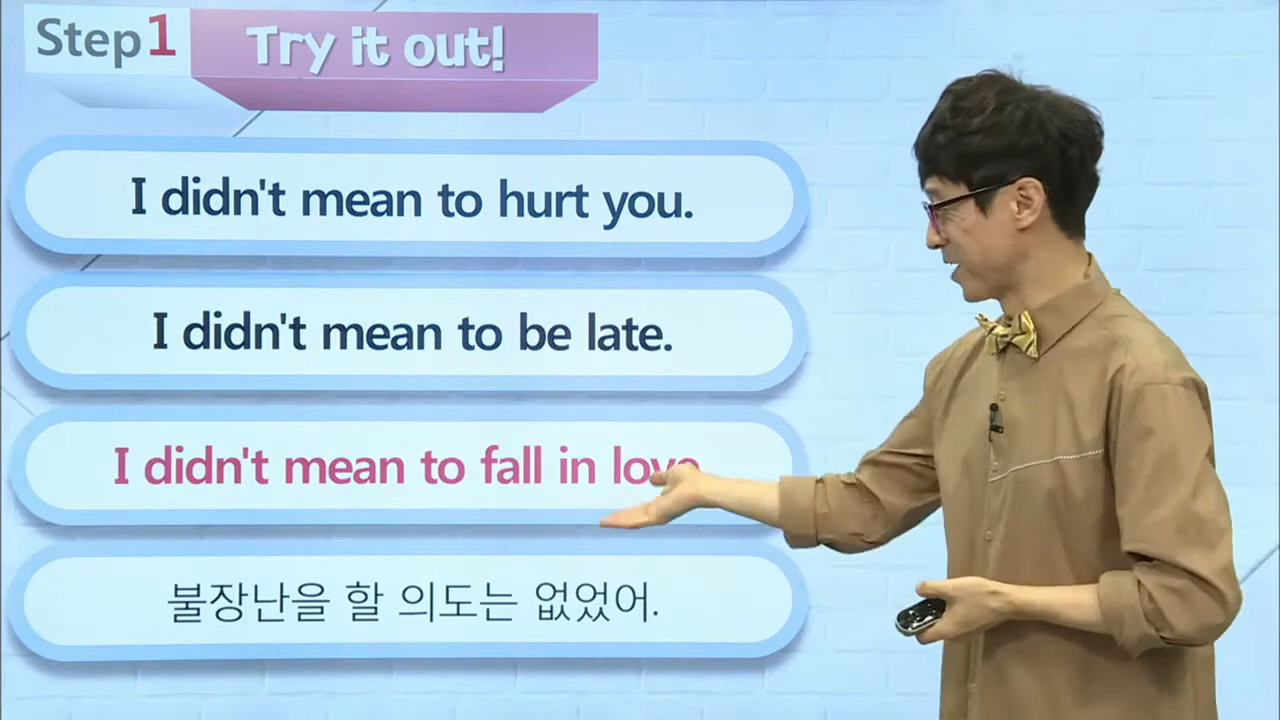 Step1
Try it out!
I didn't mean to hurt you.
I didn't mean to be late.
I didn't mean to fall in love
불장난을 할 의도는 없었어.